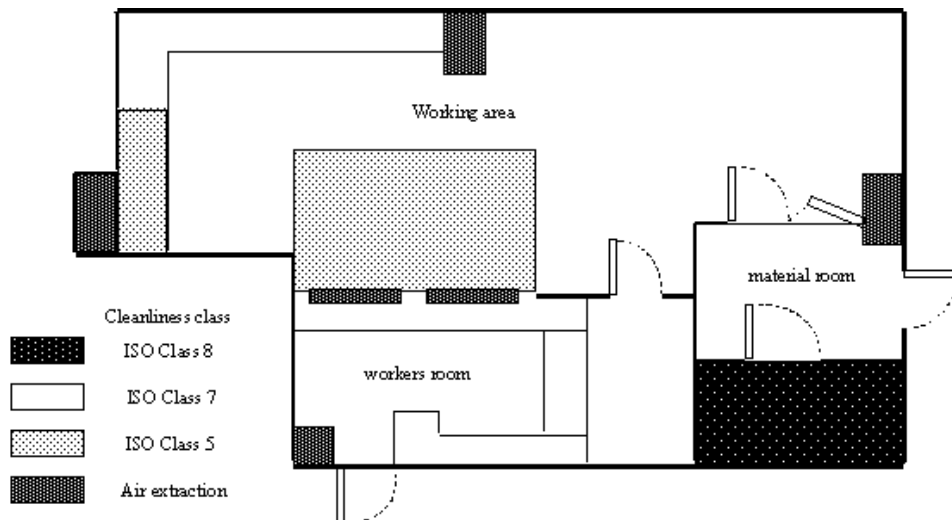 Working area
material room
Cleanliness class
ISO Class 8
workers room
ISO Class 7
ISO Class 5
Air extraction